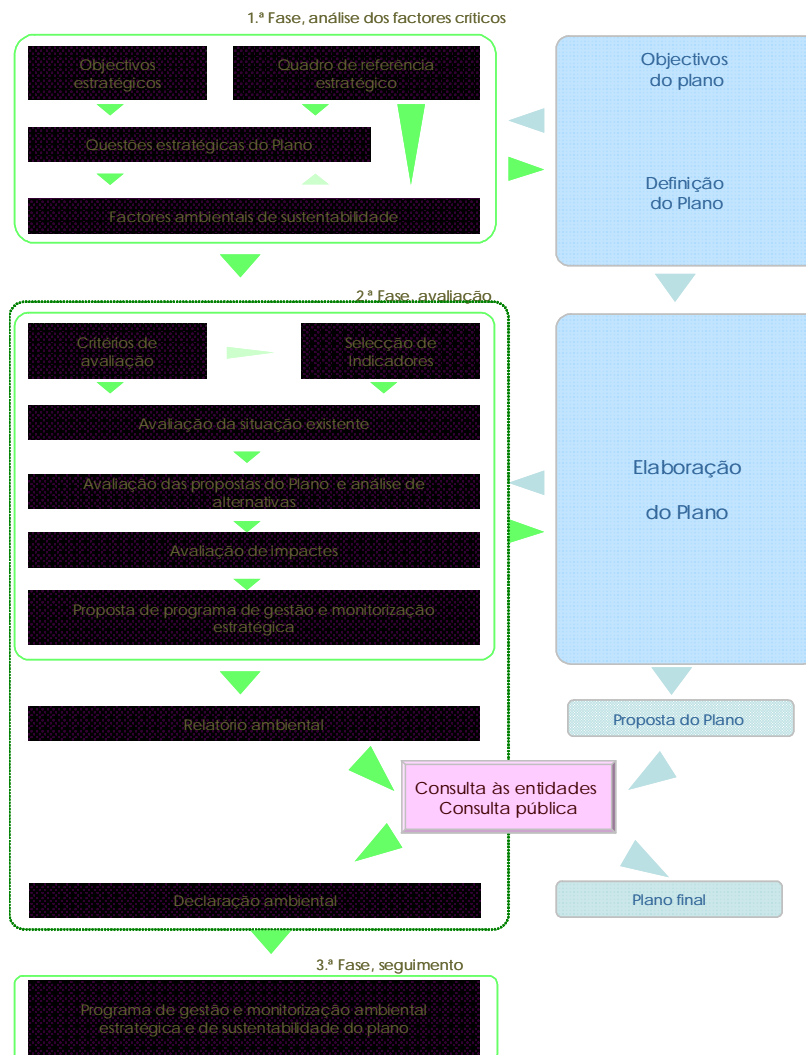 1.ª Fase, análise dos factores críticos
Objectivos
estratégicos
Quadro de referência
estratégico
Questões estratégicas do Plano
Factores ambientais de sustentabilidade
Objectivos
do plano
Definição
do Plano
2.ª Fase, avaliação
Critérios de
avaliação
Selecção de
Indicadores
Avaliação da situação existente
Avaliação das propostas do Plano e análise de
alternativas
Avaliação de impactes
Proposta de programa de gestão e monitorização
estratégica
Elaboração
do Plano
Relatório ambiental
Proposta do Plano
Consulta às entidades
Consulta pública
Declaração ambiental
Plano final
3.ª Fase, seguimento
Programa de gestão e monitorização ambiental
estratégica e de sustentabilidade do plano